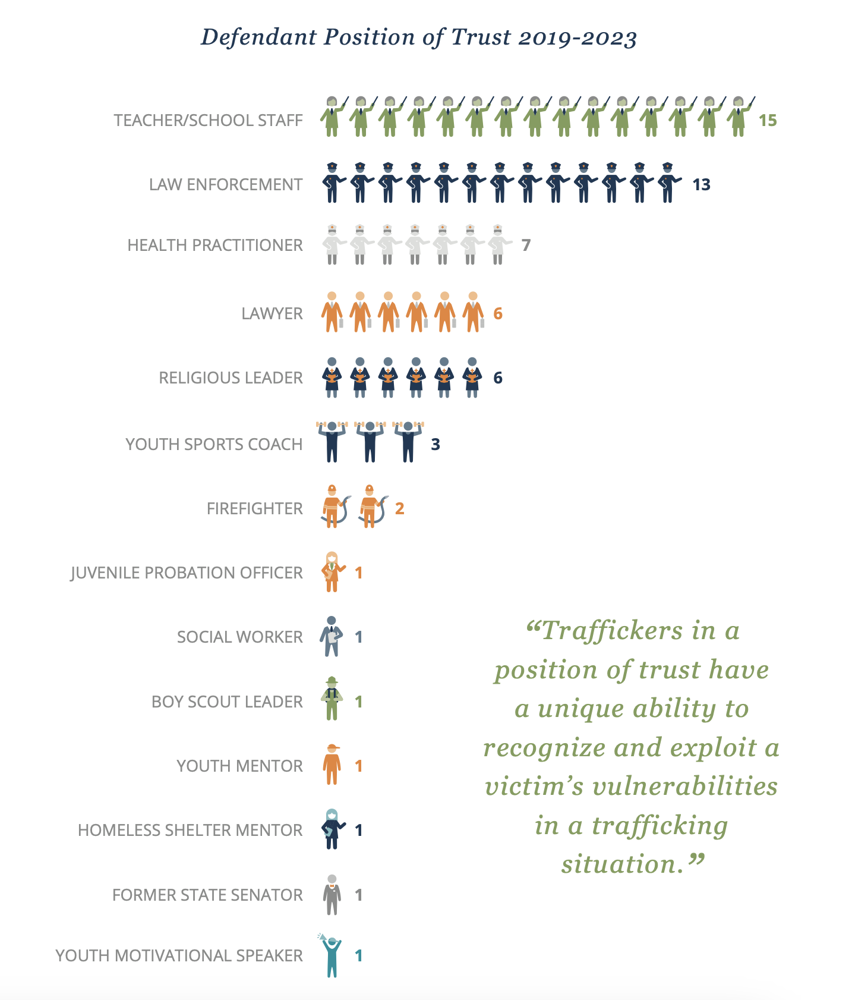 Defendant Position of Trust 2019-2023
TEACHER/SCHOOL STAFF 15
LAW ENFORCEMENT 13
HEALTH PRACTITIONER 7
LAWYER 6
RELIGIOUS LEADER 6
YOUTH SPORTS COACH 3
FIREFIGHTER 2
JUVENILE PROBATION OFFICER 1
SOCIAL WORKER 1
BOY SCOUT LEADER 1
YOUTH MENTOR 1
HOMELESS SHELTER MENTOR 1
FORMER STATE SENATOR 1
YOUTH MOTIVATIONAL SPEAKER 1
“Traffickers in a
position of trust have
a unique ability to
recognize and exploit a
victim’s vulnerabilities
in a trafficking
situation.”